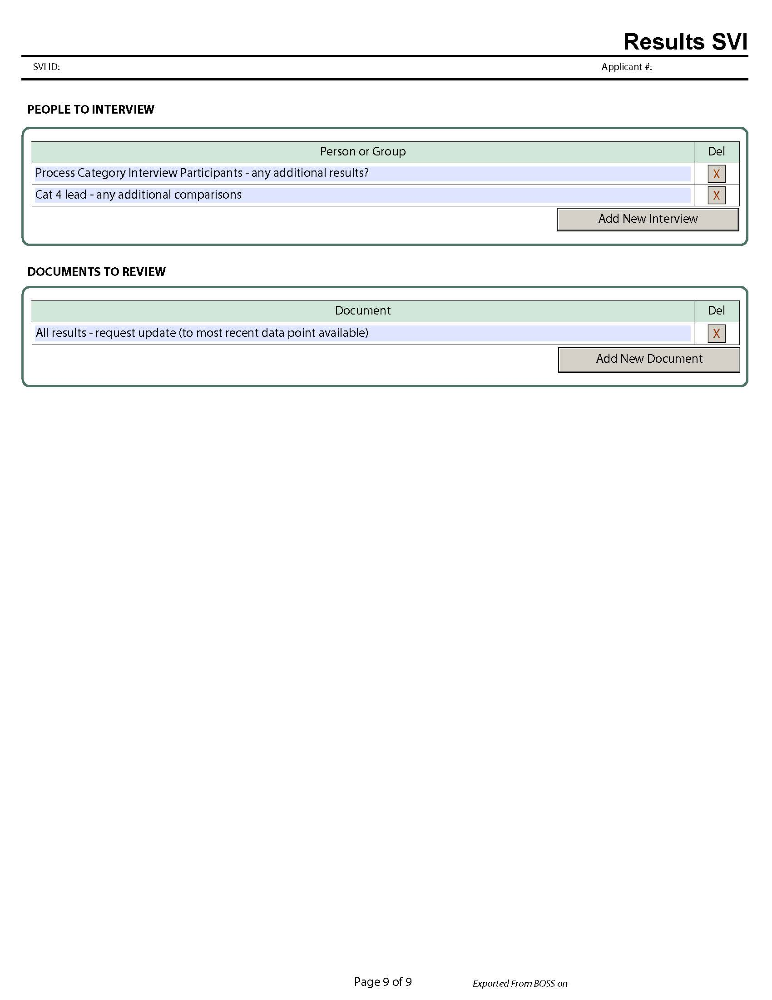 Results SVI
SVI ID: Applicant #:
PEOPLE TO INTERVIEW
Person or Group Del
Process Category Interview Participants - any additional results? X
Cat 4 lead - any additional comparisons X
Add New Interview
DOCUMENTS TO REVIEW
Document Del
All results - request update (to most recent data point available) X
Add New Document
Page 9 of 9 Exported From BOSS on